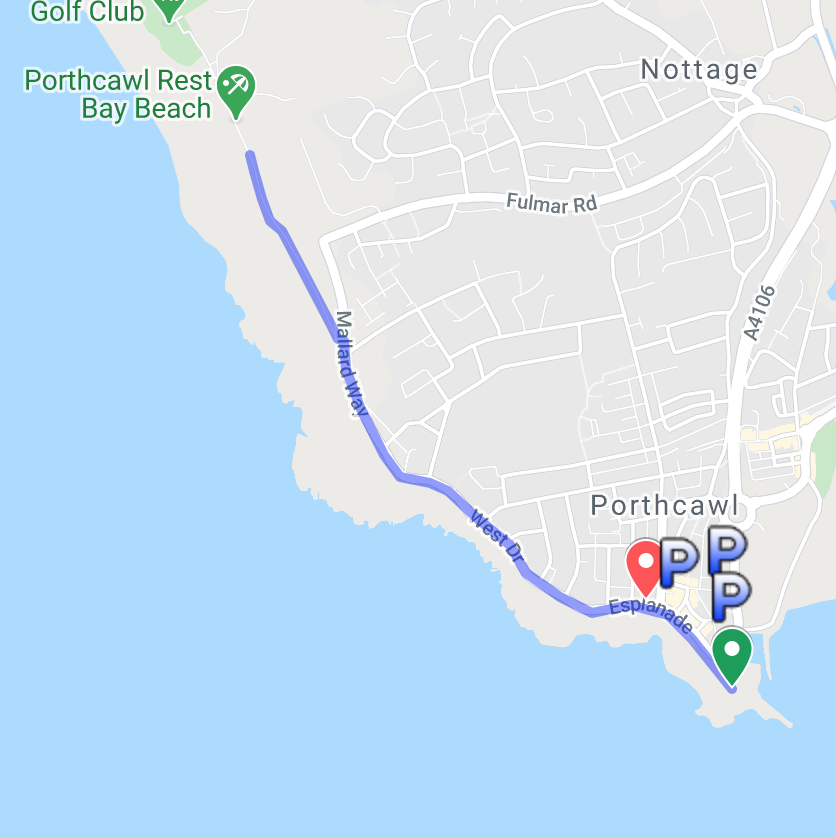 Golf Club
Nottage
Porthcawl Rest
Bay Beach
Fulmar Rd
A4106
Mallard Way
Porthcawl
West Dr
P
P
P
Esplanade